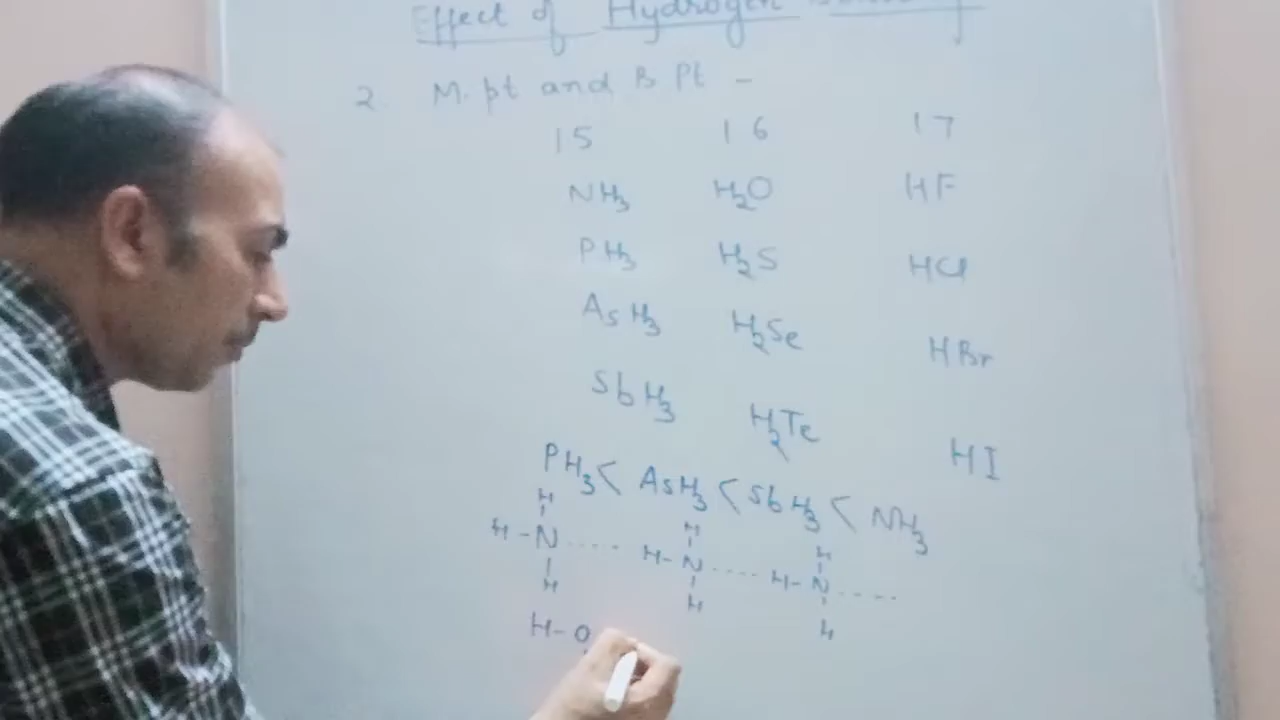 Effect of Hydrogen
2. M. pt and B Pt -
15 16 17
NH3 H2O HF
PH3 H2S HCl
AsH3 H2Se HBr
SbH3 H2Te HI
PH3 < AsH3 < SbH3 < NH3
H H H
H-N ..... H-N ..... H-N .....
H H H
H-O